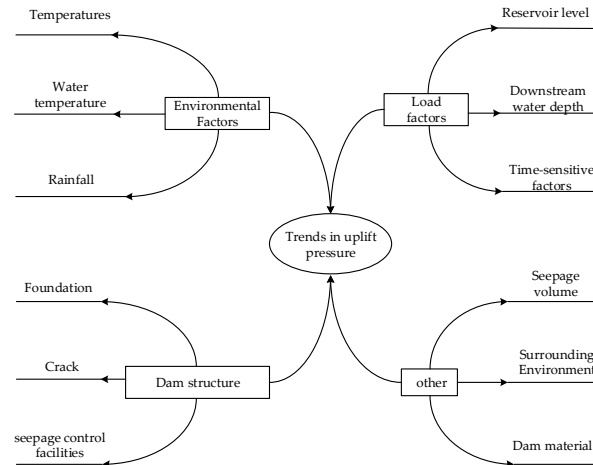 Temperatures
Water
temperature
Rainfall
Environmental
Factors
Reservoir level
Load
factors
Downstream
water depth
Time-sensitive
factors
Trends in uplift
pressure
Foundation
Crack
seepage control
facilities
Dam structure
Seepage
volume
other
Surrounding
Environment
Dam material